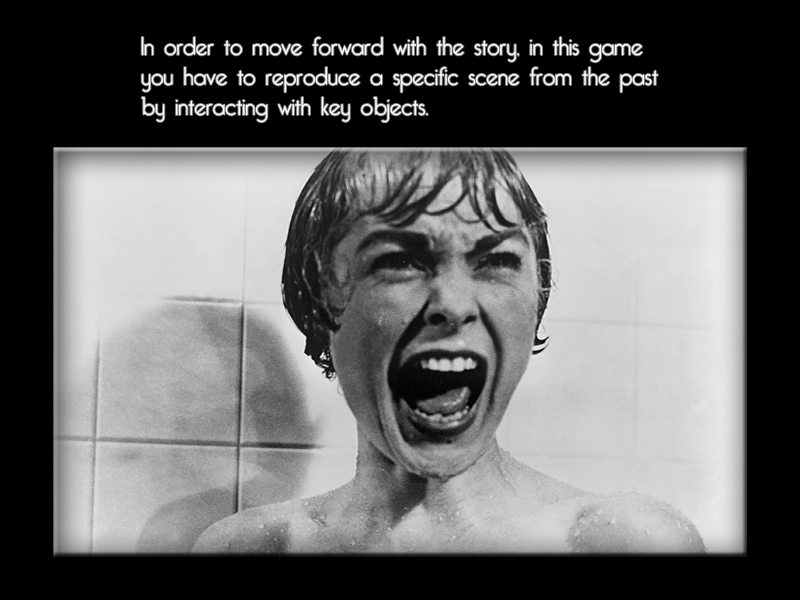 In order to move forward with the story, in this game
you have to reproduce a specific scene from the past
by interacting with key objects.